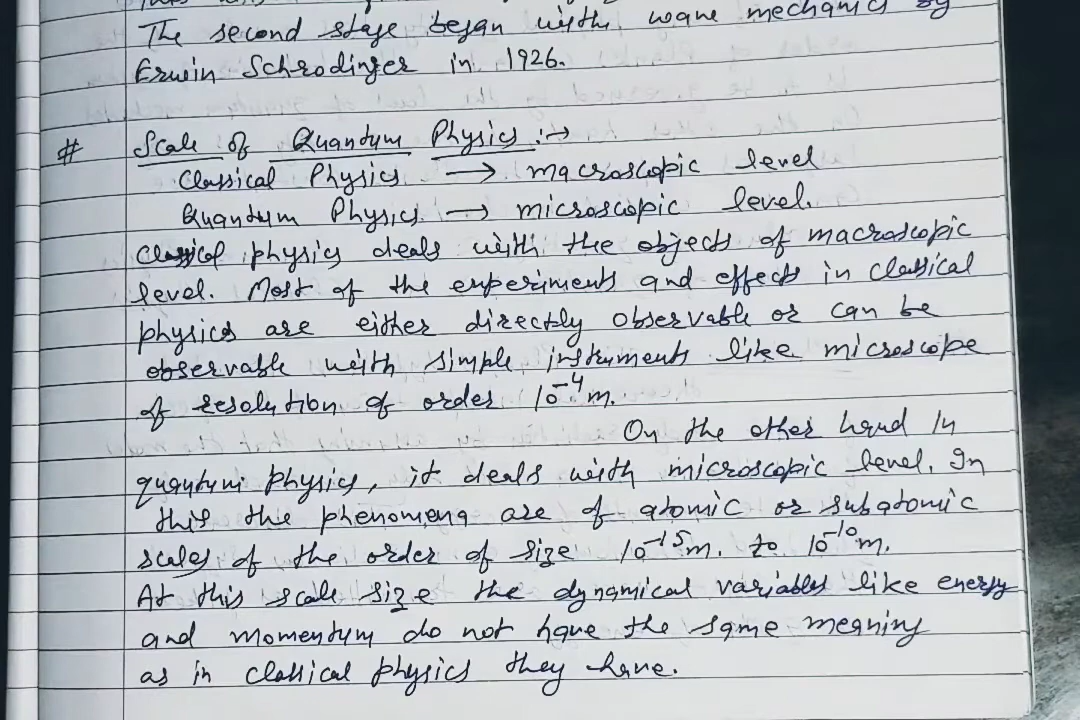 The second stage began with wave mechanics by
Erwin Schrodinger in 1926.
# Scale of Quantum Physics :→
Classical Physics → macroscopic level
Quantum Physics → microscopic level.
Classical physics deals with the objects of macroscopic
level. Most of the experiments and effects in classical
physics are either directly observable or can be
observable with simple instruments like microscope
of resolution of order 10⁻⁴ m.
On the other hand in
quantum physics, it deals with microscopic level. In
this the phenomena are of atomic or subatomic
scales of the order of size 10⁻¹⁵ m. to 10⁻¹⁰ m.
At this scale size the dynamical variables like energy
and momentum do not have the same meaning
as in classical physics they have.